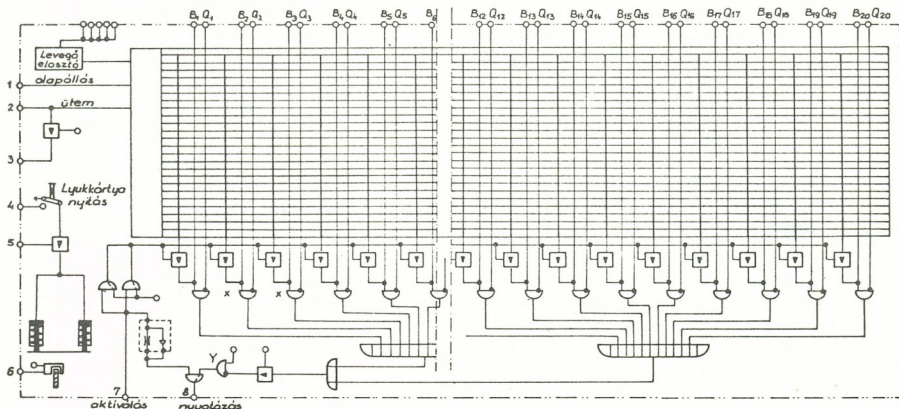 B1 Q1 B2 Q2 B3 Q3 B4 Q4 B5 Q5 B6 B12 Q12 B13 Q13 B14 Q14 B15 Q15 B16 Q16 B17 Q17 B18 Q18 B19 Q19 B20 Q20
Levegő
elosztó
1
alapállás
2
ütem
3
Lyukkártya
nyitás
4
5
x
x
Y
6
7
8
aktiválás
nyugtázás